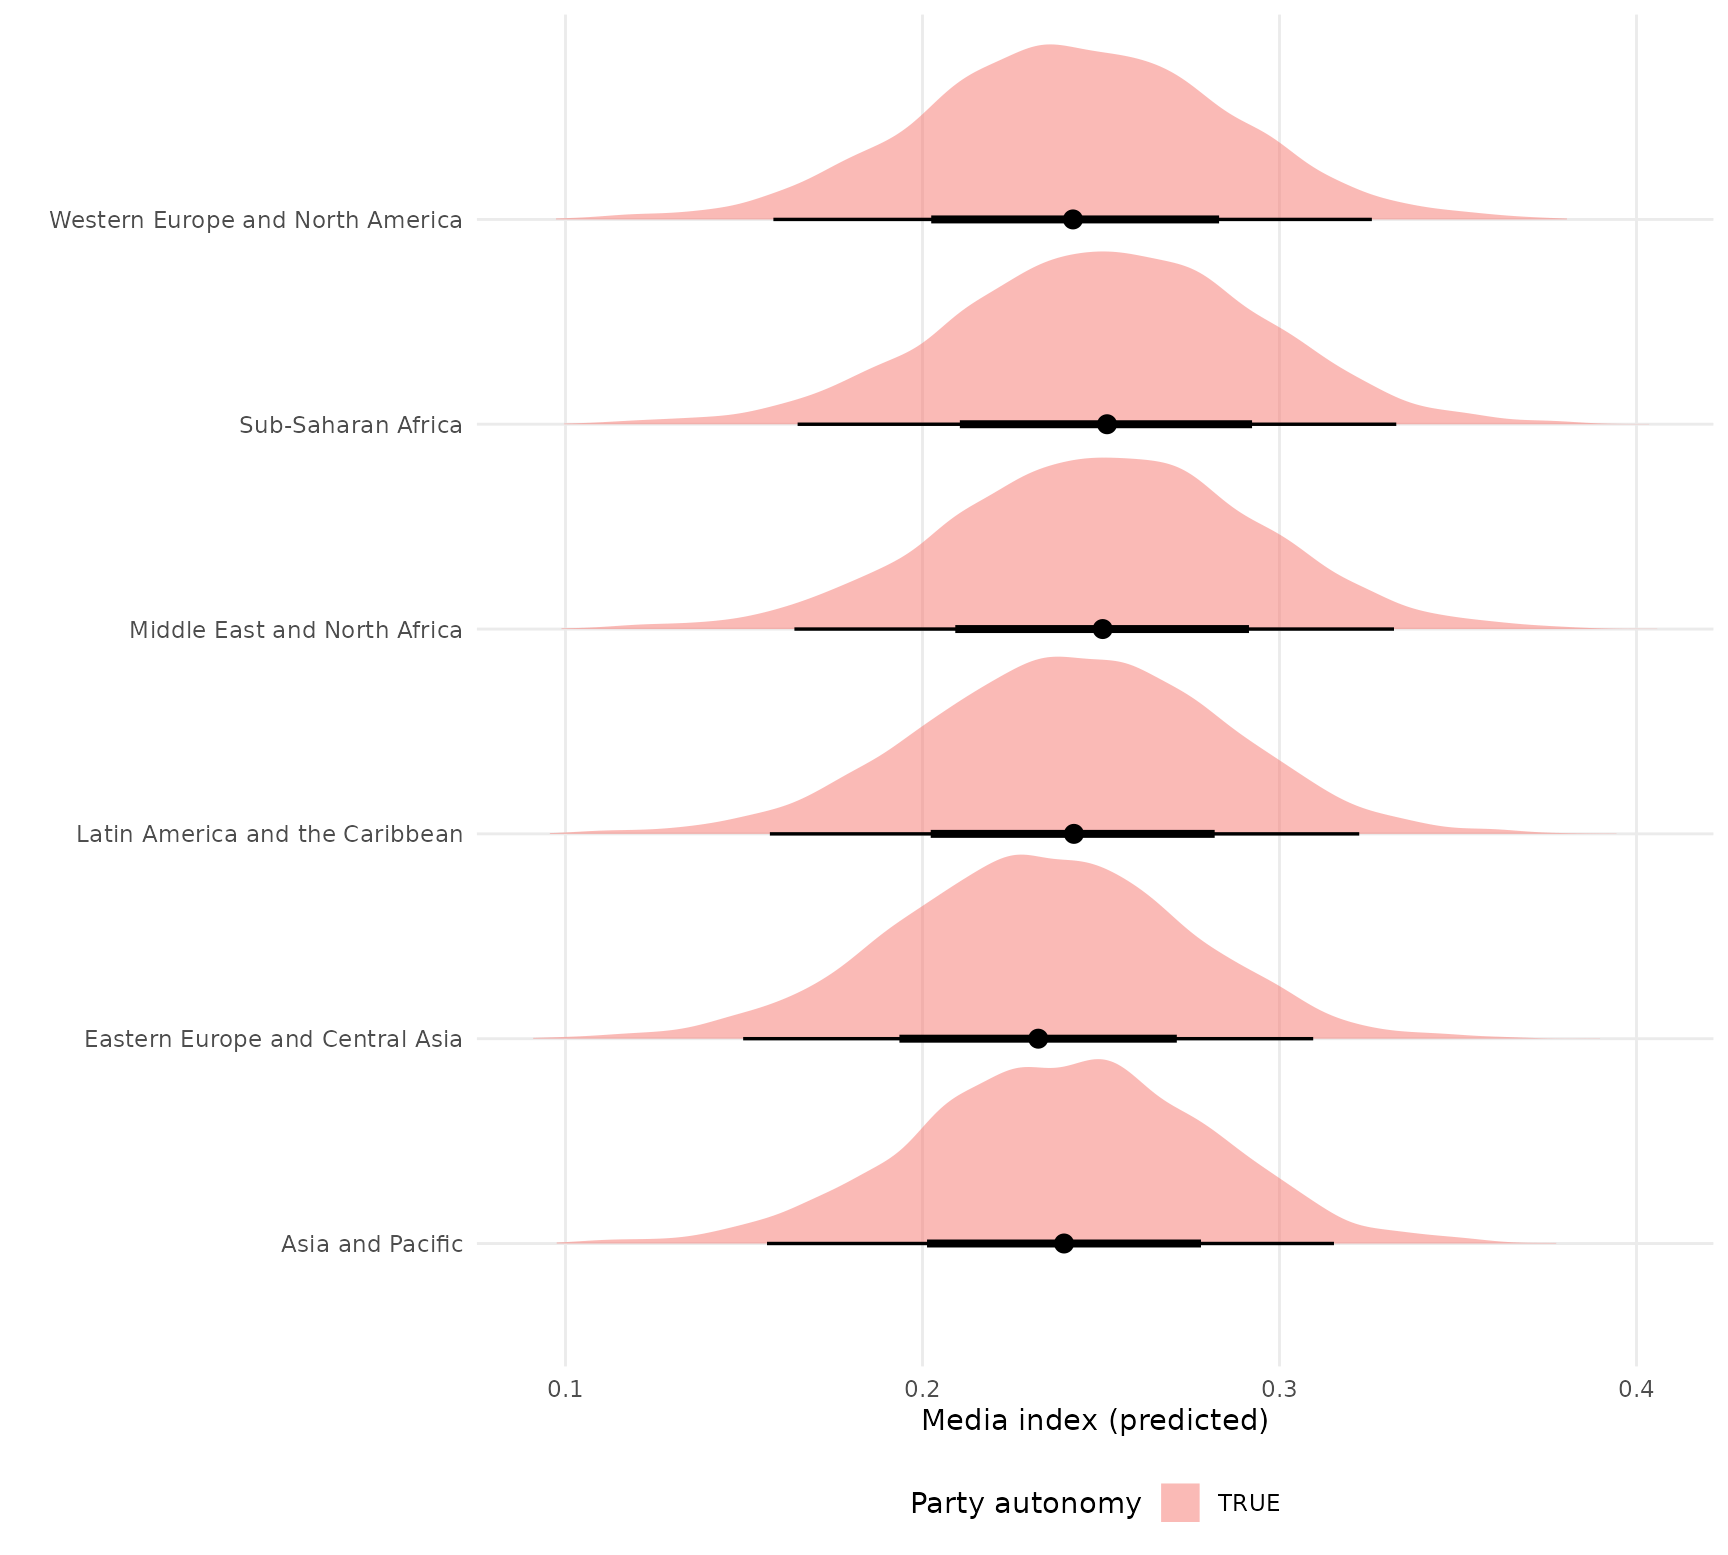 Western Europe and North America
Sub-Saharan Africa
Middle East and North Africa
Latin America and the Caribbean
Eastern Europe and Central Asia
Asia and Pacific
0.1 0.2 0.3 0.4
Media index (predicted)
Party autonomy TRUE